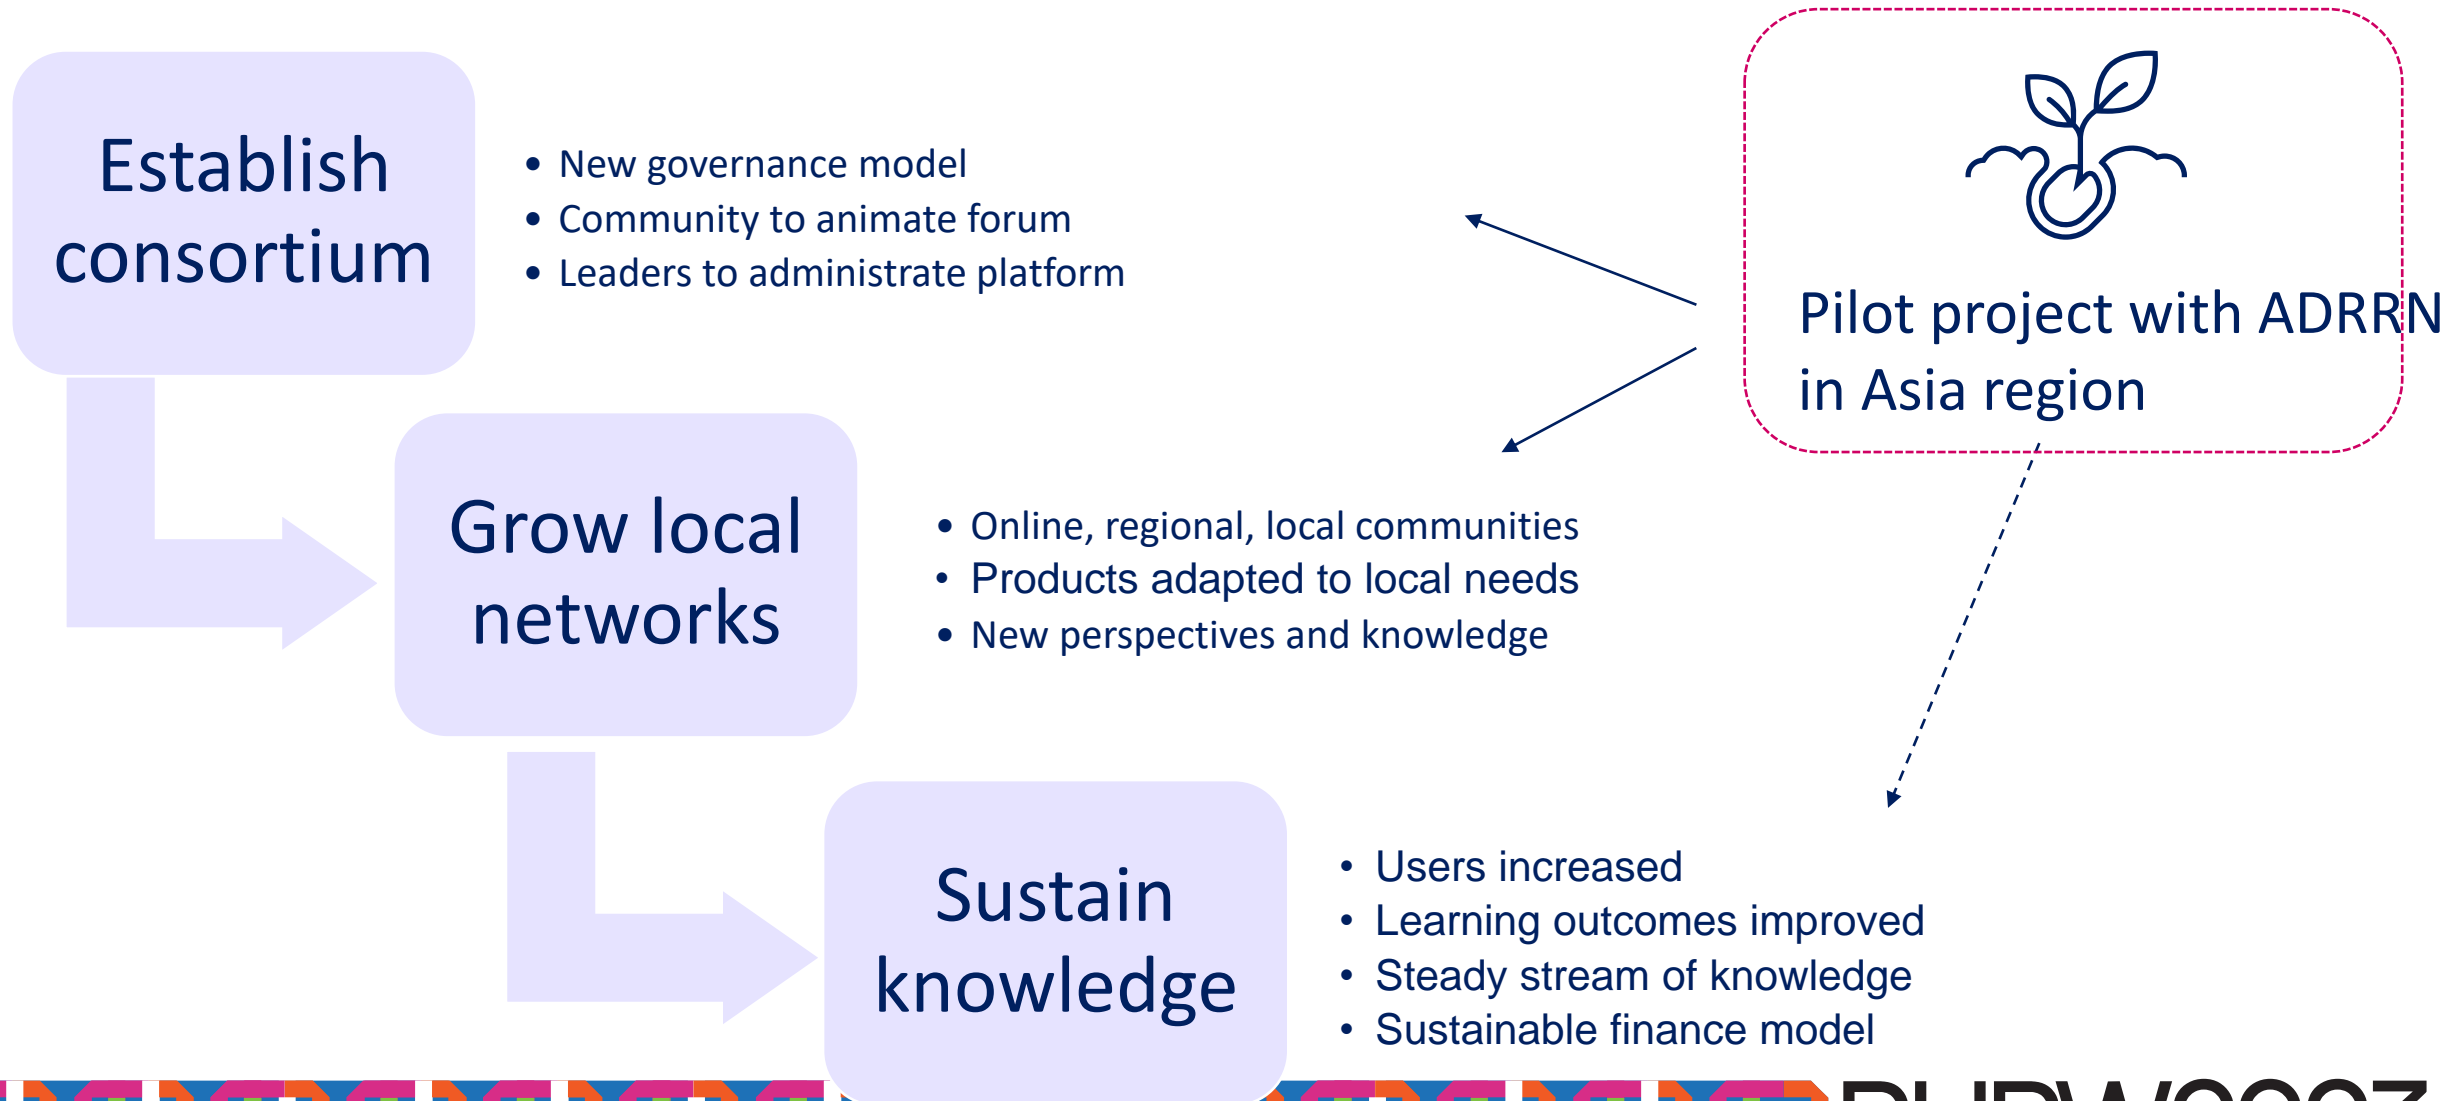 Establish
consortium
• New governance model
• Community to animate forum
• Leaders to administrate platform
Pilot project with ADRRN
in Asia region
Grow local
networks
• Online, regional, local communities
• Products adapted to local needs
• New perspectives and knowledge
Sustain
knowledge
• Users increased
• Learning outcomes improved
• Steady stream of knowledge
• Sustainable finance model